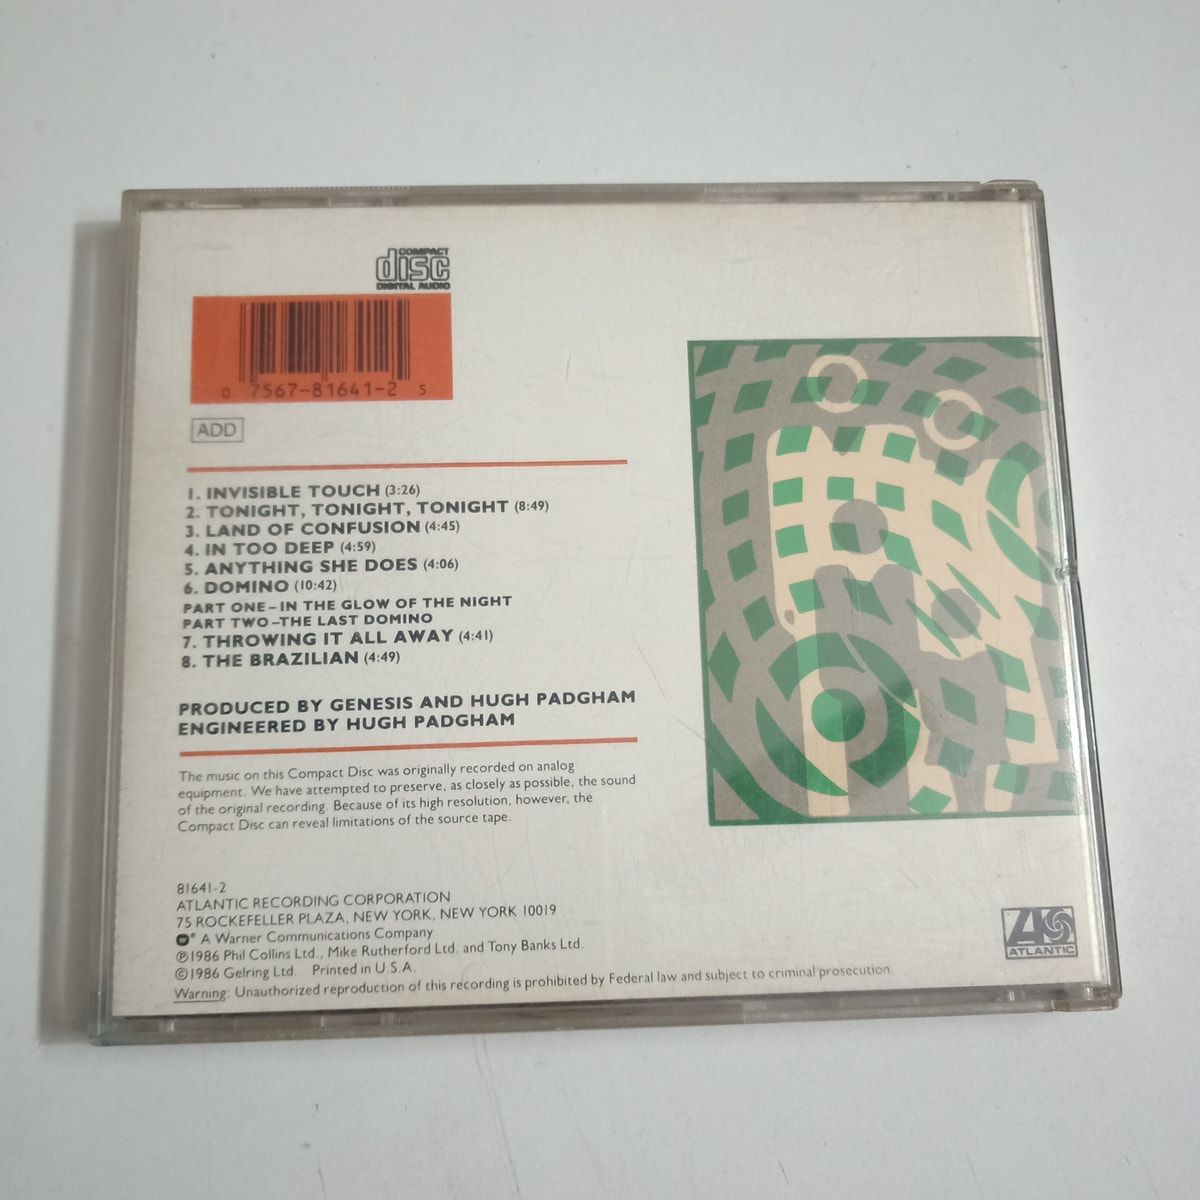 COMPACT
disc
DIGITAL AUDIO
0 7567-81641-2 5
ADD
1. INVISIBLE TOUCH (3:26)
2. TONIGHT, TONIGHT, TONIGHT (8:49)
3. LAND OF CONFUSION (4:45)
4. IN TOO DEEP (4:59)
5. ANYTHING SHE DOES (4:06)
6. DOMINO (10:42)
PART ONE–IN THE GLOW OF THE NIGHT
PART TWO–THE LAST DOMINO
7. THROWING IT ALL AWAY (4:41)
8. THE BRAZILIAN (4:49)
PRODUCED BY GENESIS AND HUGH PADGHAM
ENGINEERED BY HUGH PADGHAM
The music on this Compact Disc was originally recorded on analog
equipment. We have attempted to preserve, as closely as possible, the sound
of the original recording. Because of its high resolution, however, the
Compact Disc can reveal limitations of the source tape.
81641-2
ATLANTIC RECORDING CORPORATION
75 ROCKEFELLER PLAZA, NEW YORK, NEW YORK 10019
® A Warner Communications Company
℗1986 Phil Collins Ltd., Mike Rutherford Ltd. and Tony Banks Ltd.
©1986 Gelring Ltd. Printed in U.S.A.
Warning: Unauthorized reproduction of this recording is prohibited by Federal law and subject to criminal prosecution.
ATLANTIC